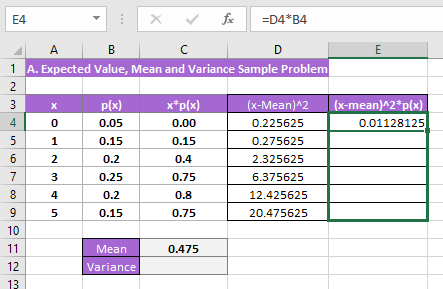 E4 fx =D4*B4
A B C D E
1 A. Expected Value, Mean and Variance Sample Problem
2
3 x p(x) x*p(x) (x-Mean)^2 (x-mean)^2*p(x)
4 0 0.05 0.00 0.225625 0.01128125
5 1 0.15 0.15 0.275625
6 2 0.2 0.4 2.325625
7 3 0.25 0.75 6.375625
8 4 0.2 0.8 12.425625
9 5 0.15 0.75 20.475625
10
11 Mean 0.475
12 Variance
13